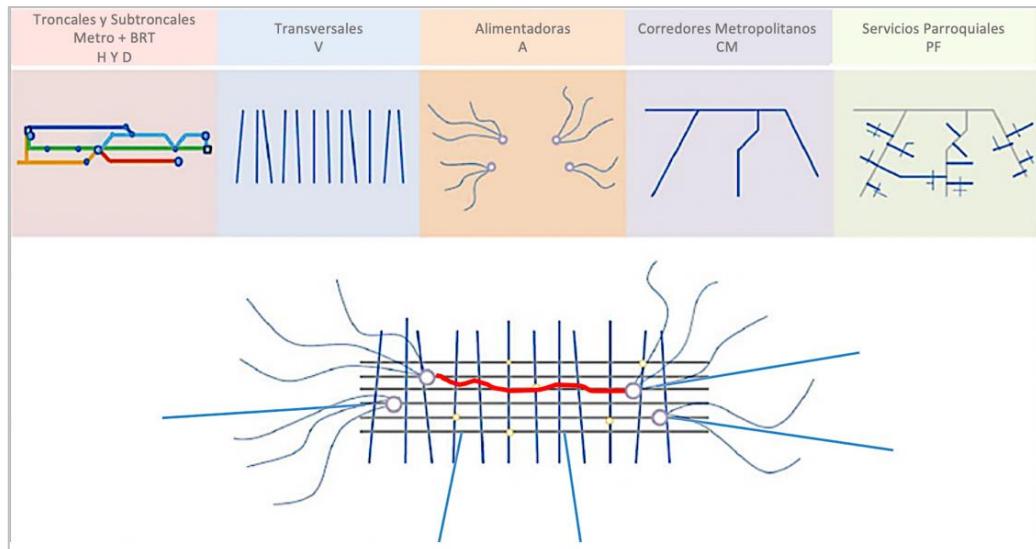 Troncales y Subtroncales
Metro + BRT
H Y D
Transversales
V
Alimentadoras
A
Corredores Metropolitanos
CM
Servicios Parroquiales
PF